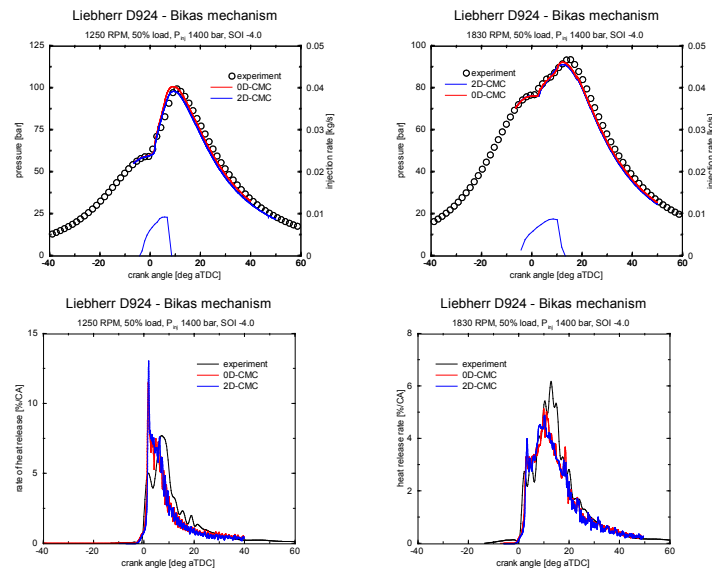 Liebherr D924 - Bikas mechanism
1250 RPM, 50% load, Pinj 1400 bar, SOI -4.0
125
100
75
50
25
0
pressure [bar]
experiment
2D-CMC
0D-CMC
0.05
0.04
0.03
0.02
0.01
0
injection rate [kg/s]
-40 -20 0 20 40 60
crank angle [deg aTDC]
Liebherr D924 - Bikas mechanism
1830 RPM, 50% load, Pinj 1400 bar, SOI -4.0
100
80
60
40
20
0
pressure [bar]
experiment
2D-CMC
0D-CMC
0.05
0.04
0.03
0.02
0.01
0
injection rate [kg/s]
-40 -20 0 20 40 60
crank angle [deg aTDC]
Liebherr D924 - Bikas mechanism
1250 RPM, 50% load, Pinj 1400 bar, SOI -4.0
15
10
5
0
rate of heat release [%/CA]
experiment
0D-CMC
2D-CMC
-40 -20 0 20 40 60
crank angle [deg aTDC]
Liebherr D924 - Bikas mechanism
1830 RPM, 50% load, Pinj 1400 bar, SOI -4.0
8
6
4
2
0
heat release rate [%/CA]
experiment
0D-CMC
2D-CMC
-40 -20 0 20 40 60
crank angle [deg aTDC]